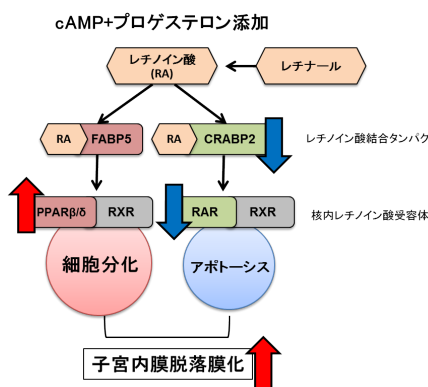 cAMP+プロゲステロン添加
レチノイン酸
(RA)
レチナール
RA
FABP5
RA
CRABP2
レチノイン酸結合タンパク
PPARβ/δ
RXR
RAR
RXR
核内レチノイン酸受容体
細胞分化
アポトーシス
子宮内膜脱落膜化